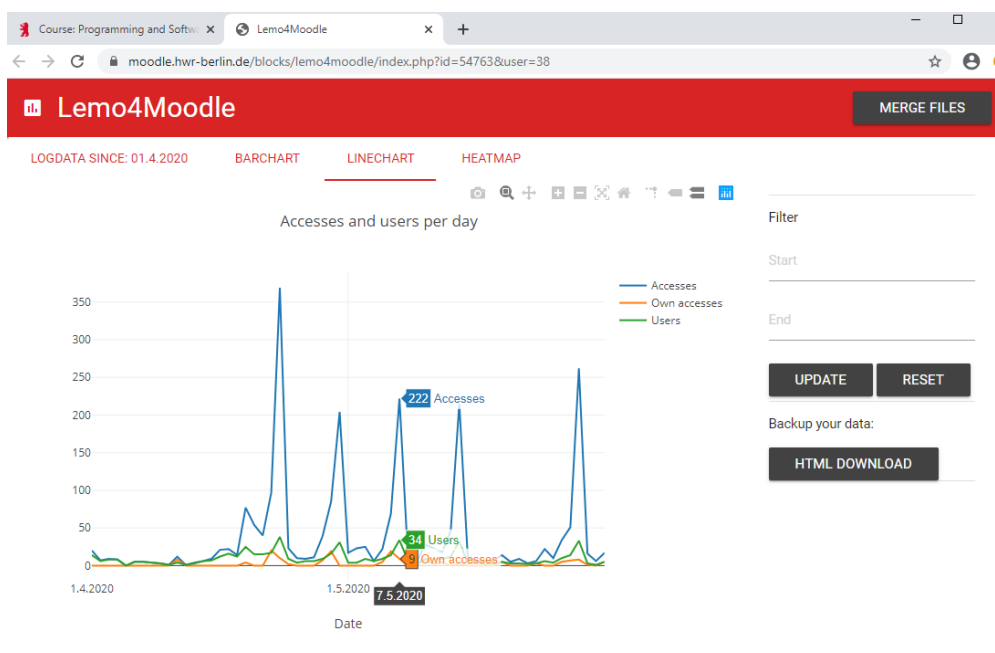 Course: Programming and Softw
Lemo4Moodle
moodle.hwr-berlin.de/blocks/lemo4moodle/index.php?id=54763&user=38
Lemo4Moodle
MERGE FILES
LOGDATA SINCE: 01.4.2020
BARCHART
LINECHART
HEATMAP
Accesses and users per day
Filter
Start
End
UPDATE
RESET
Backup your data:
HTML DOWNLOAD
Accesses
Own accesses
Users
350
300
250
200
150
100
50
0
222 Accesses
34 Users
9 Own accesses
1.4.2020
1.5.2020
7.5.2020
Date